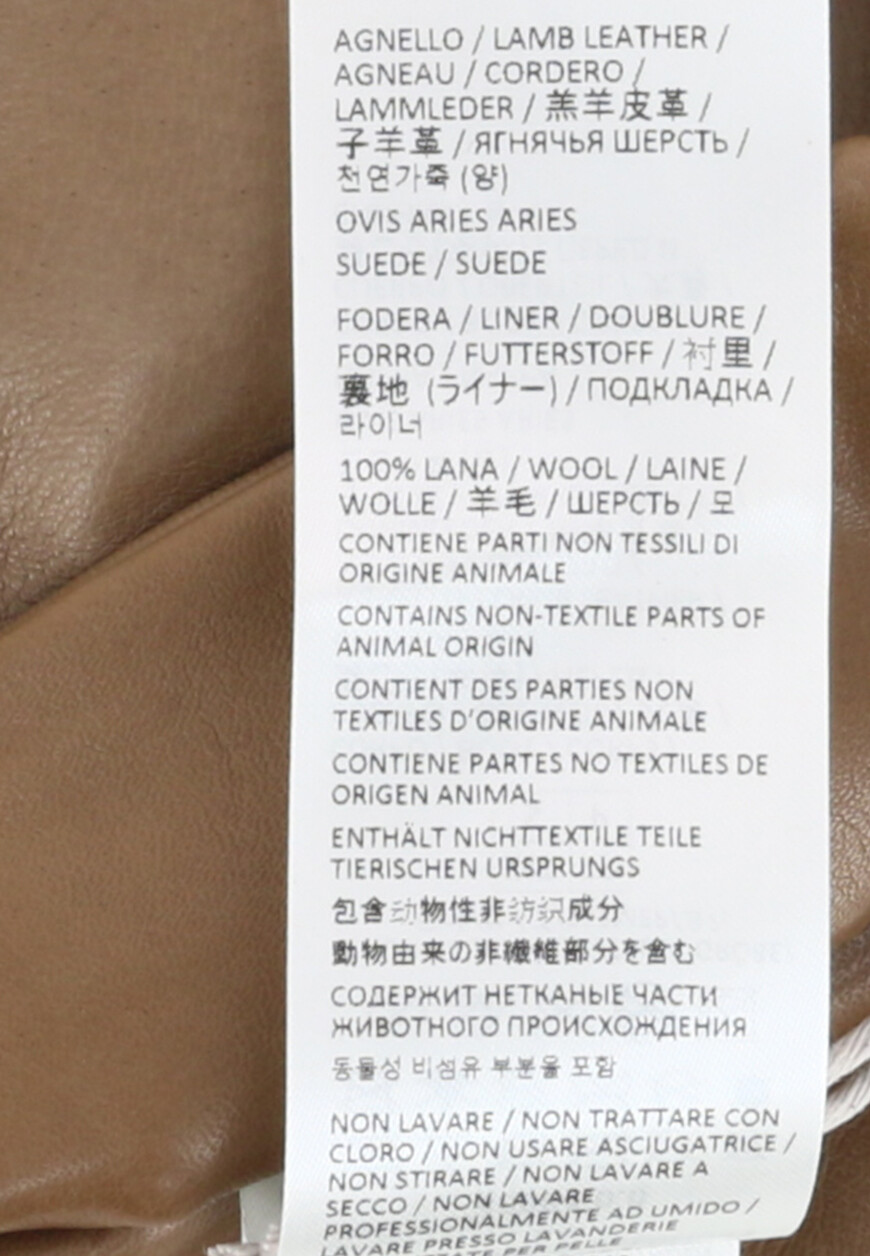 AGNELLO / LAMB LEATHER /
AGNEAU / CORDERO /
LAMMLEDER / 羔羊皮革 /
子羊革 / ЯГНЯЧЬЯ ШЕРСТЬ /
천연가죽 (양)
OVIS ARIES ARIES
SUEDE / SUEDE
FODERA / LINER / DOUBLURE /
FORRO / FUTTERSTOFF / 衬里 /
裏地 (ライナー) / ПОДКЛАДКА /
라이너
100% LANA / WOOL / LAINE /
WOLLE / 羊毛 / ШЕРСТЬ / 모
CONTIENE PARTI NON TESSILI DI
ORIGINE ANIMALE
CONTAINS NON-TEXTILE PARTS OF
ANIMAL ORIGIN
CONTIENT DES PARTIES NON
TEXTILES D'ORIGINE ANIMALE
CONTIENE PARTES NO TEXTILES DE
ORIGEN ANIMAL
ENTHÄLT NICHTTEXTILE TEILE
TIERISCHEN URSPRUNGS
包含动物性非纺织成分
動物由来の非繊維部分を含む
СОДЕРЖИТ НЕТКАНЫЕ ЧАСТИ
ЖИВОТНОГО ПРОИСХОЖДЕНИЯ
동물성 비섬유 부분을 포함
NON LAVARE / NON TRATTARE CON
CLORO / NON USARE ASCIUGATRICE /
NON STIRARE / NON LAVARE A
SECCO / NON LAVARE
PROFESSIONALMENTE AD UMIDO /
LAVARE PRESSO LAVANDERIE
PER PELLE